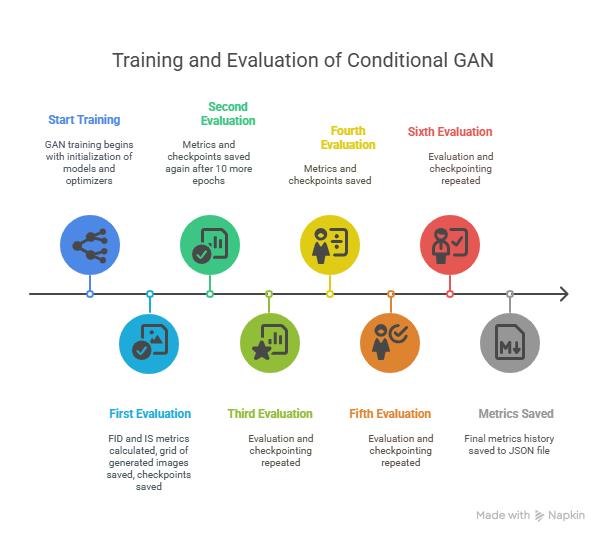 Training and Evaluation of Conditional GAN
Start Training
GAN training begins
with initialization of
models and
optimizers
Second
Evaluation
Metrics and
checkpoints saved
again after 10 more
epochs
Fourth
Evaluation
Metrics and
checkpoints saved
Sixth Evaluation
Evaluation and
checkpointing
repeated
M
First Evaluation
FID and IS metrics
calculated, grid of
generated images
saved, checkpoints
saved
Third Evaluation
Evaluation and
checkpointing
repeated
Fifth Evaluation
Evaluation and
checkpointing
repeated
Metrics Saved
Final metrics history
saved to JSON file
Made with Napkin